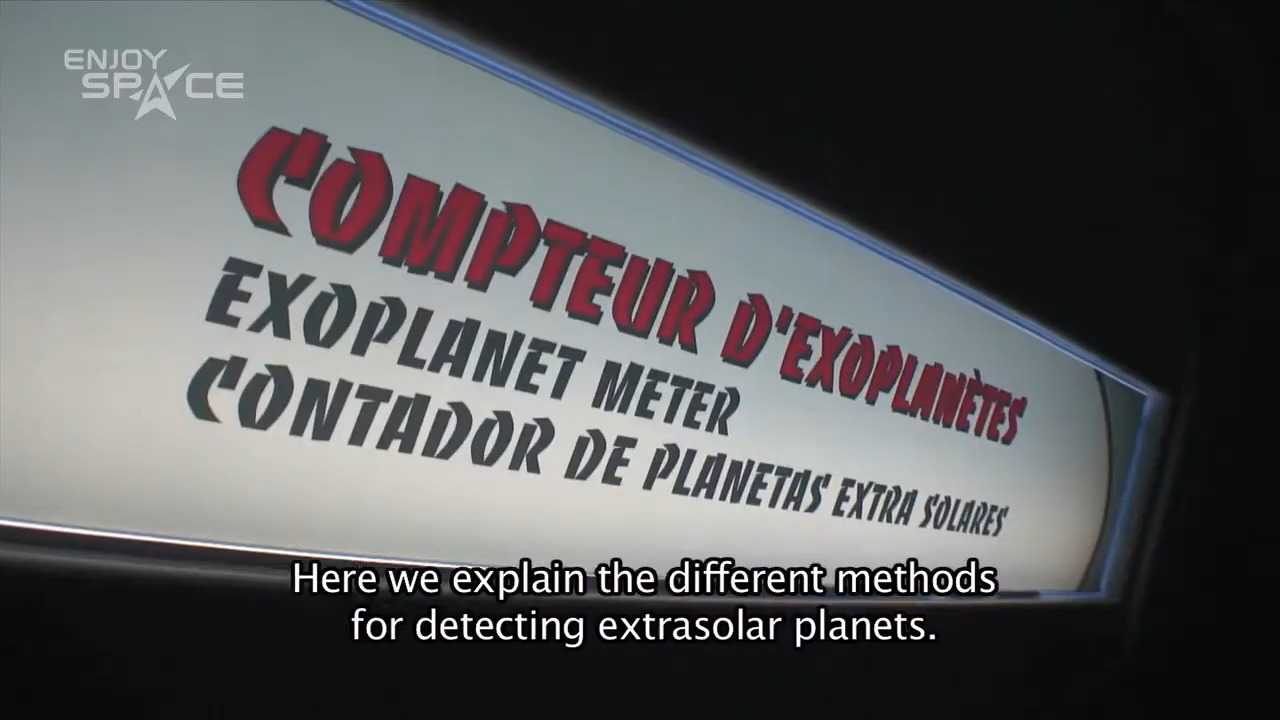 ENJOY
SPACE
COMPTEUR D'EXOPLANÈTES
EXOPLANET METER
CONTADOR DE PLANETAS EXTRA SOLARES
Here we explain the different methods
for detecting extrasolar planets.